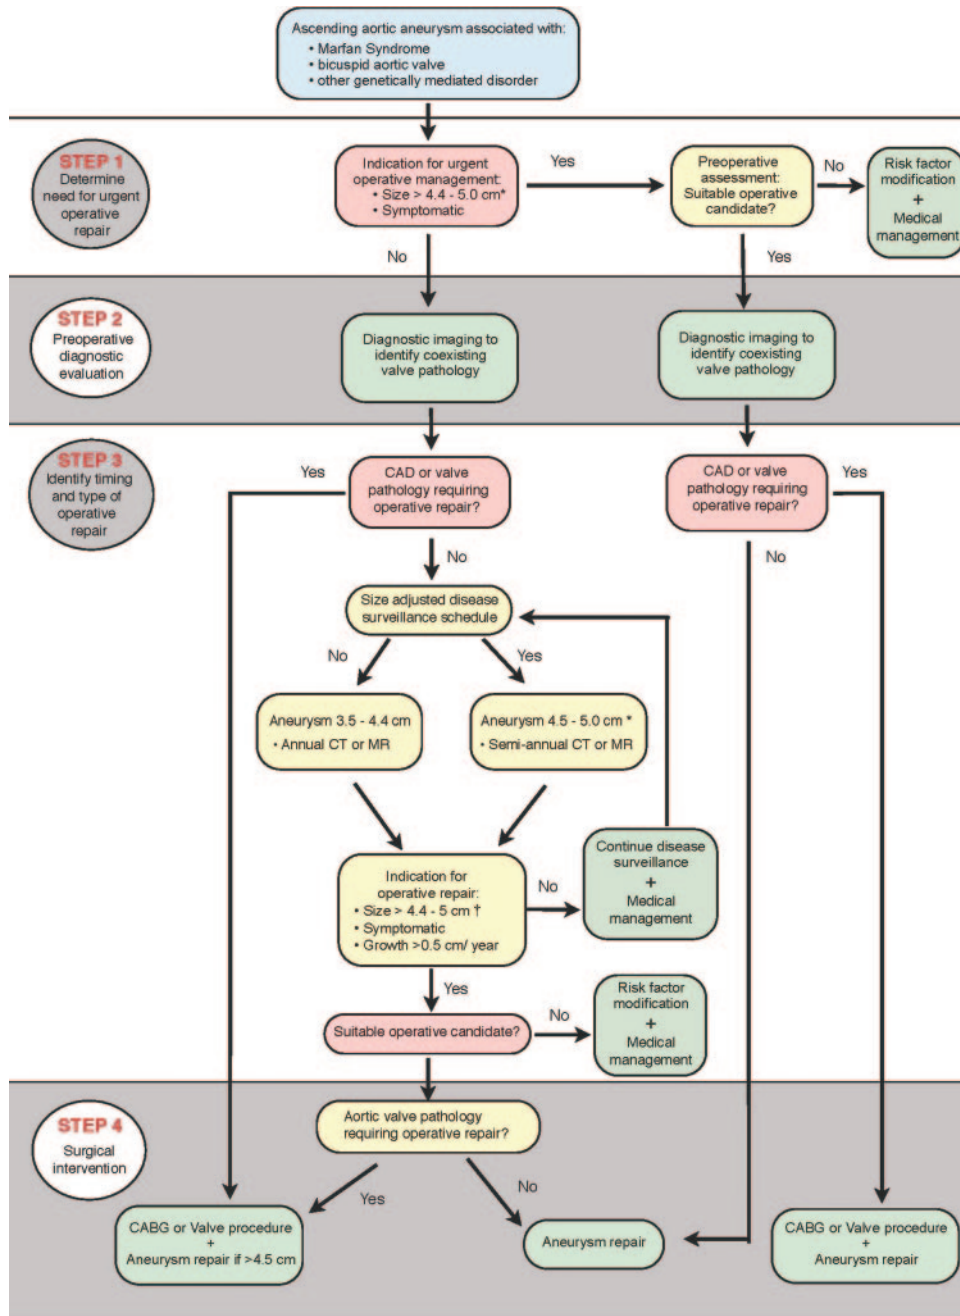 Ascending aortic aneurysm associated with:
• Marfan Syndrome
• bicuspid aortic valve
• other genetically mediated disorder
STEP 1
Determine
need for urgent
operative
repair
Indication for urgent
operative management:
• Size > 4.4 - 5.0 cm*
• Symptomatic
Yes
Preoperative
assessment:
Suitable operative
candidate?
No
Risk factor
modification
+
Medical
management
No
Yes
STEP 2
Preoperative
diagnostic
evaluation
Diagnostic imaging to
identify coexisting
valve pathology
Diagnostic imaging to
identify coexisting
valve pathology
STEP 3
Identify timing
and type of
operative
repair
Yes
CAD or valve
pathology requiring
operative repair?
CAD or valve
pathology requiring
operative repair?
Yes
No
No
Size adjusted disease
surveillance schedule
No
Yes
Aneurysm 3.5 - 4.4 cm
• Annual CT or MR
Aneurysm 4.5 - 5.0 cm *
• Semi-annual CT or MR
Indication for
operative repair:
• Size > 4.4 - 5 cm †
• Symptomatic
• Growth >0.5 cm/ year
No
Continue disease
surveillance
+
Medical
management
Yes
Suitable operative candidate?
No
Risk factor
modification
+
Medical
management
STEP 4
Surgical
intervention
Aortic valve pathology
requiring operative repair?
Yes
No
CABG or Valve procedure
+
Aneurysm repair if >4.5 cm
Aneurysm repair
CABG or Valve procedure
+
Aneurysm repair